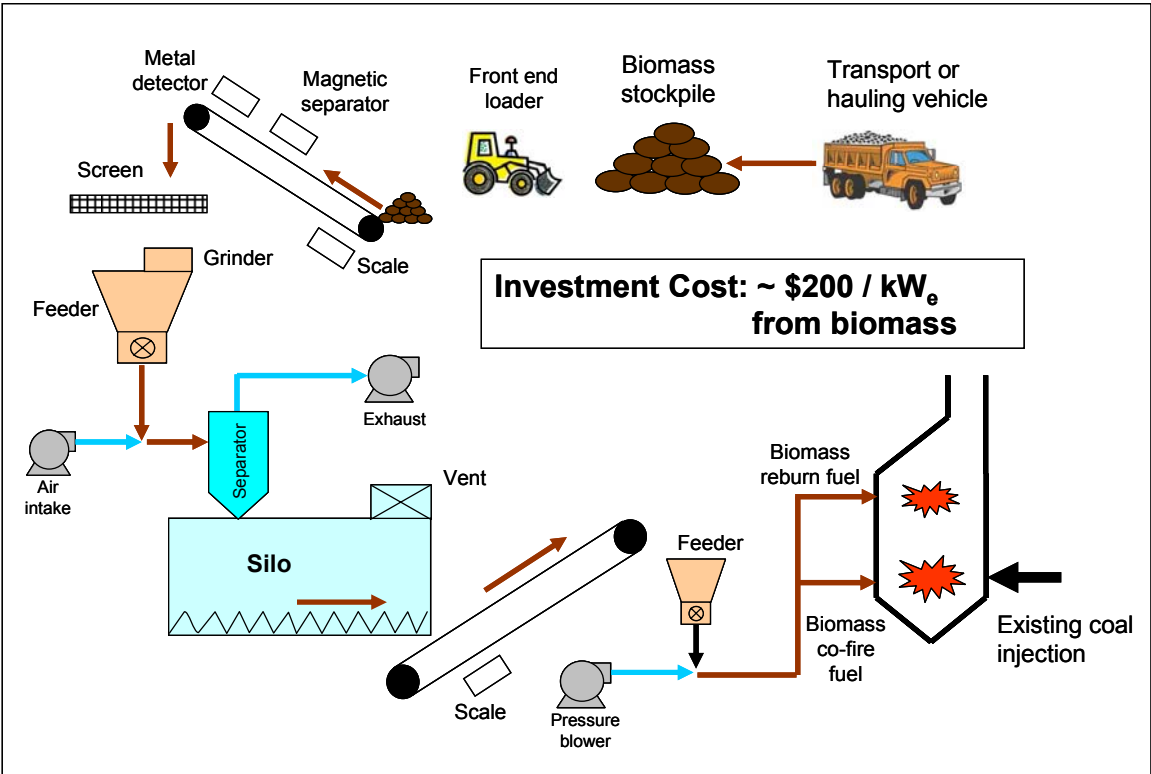 Metal
detector
Magnetic
separator
Front end
loader
Biomass
stockpile
Transport or
hauling vehicle
Screen
Scale
Grinder
Feeder
Investment Cost: ~ $200 / kWe
from biomass
Exhaust
Separator
Air
intake
Vent
Silo
Scale
Feeder
Pressure
blower
Biomass
reburn fuel
Biomass
co-fire
fuel
Existing coal
injection